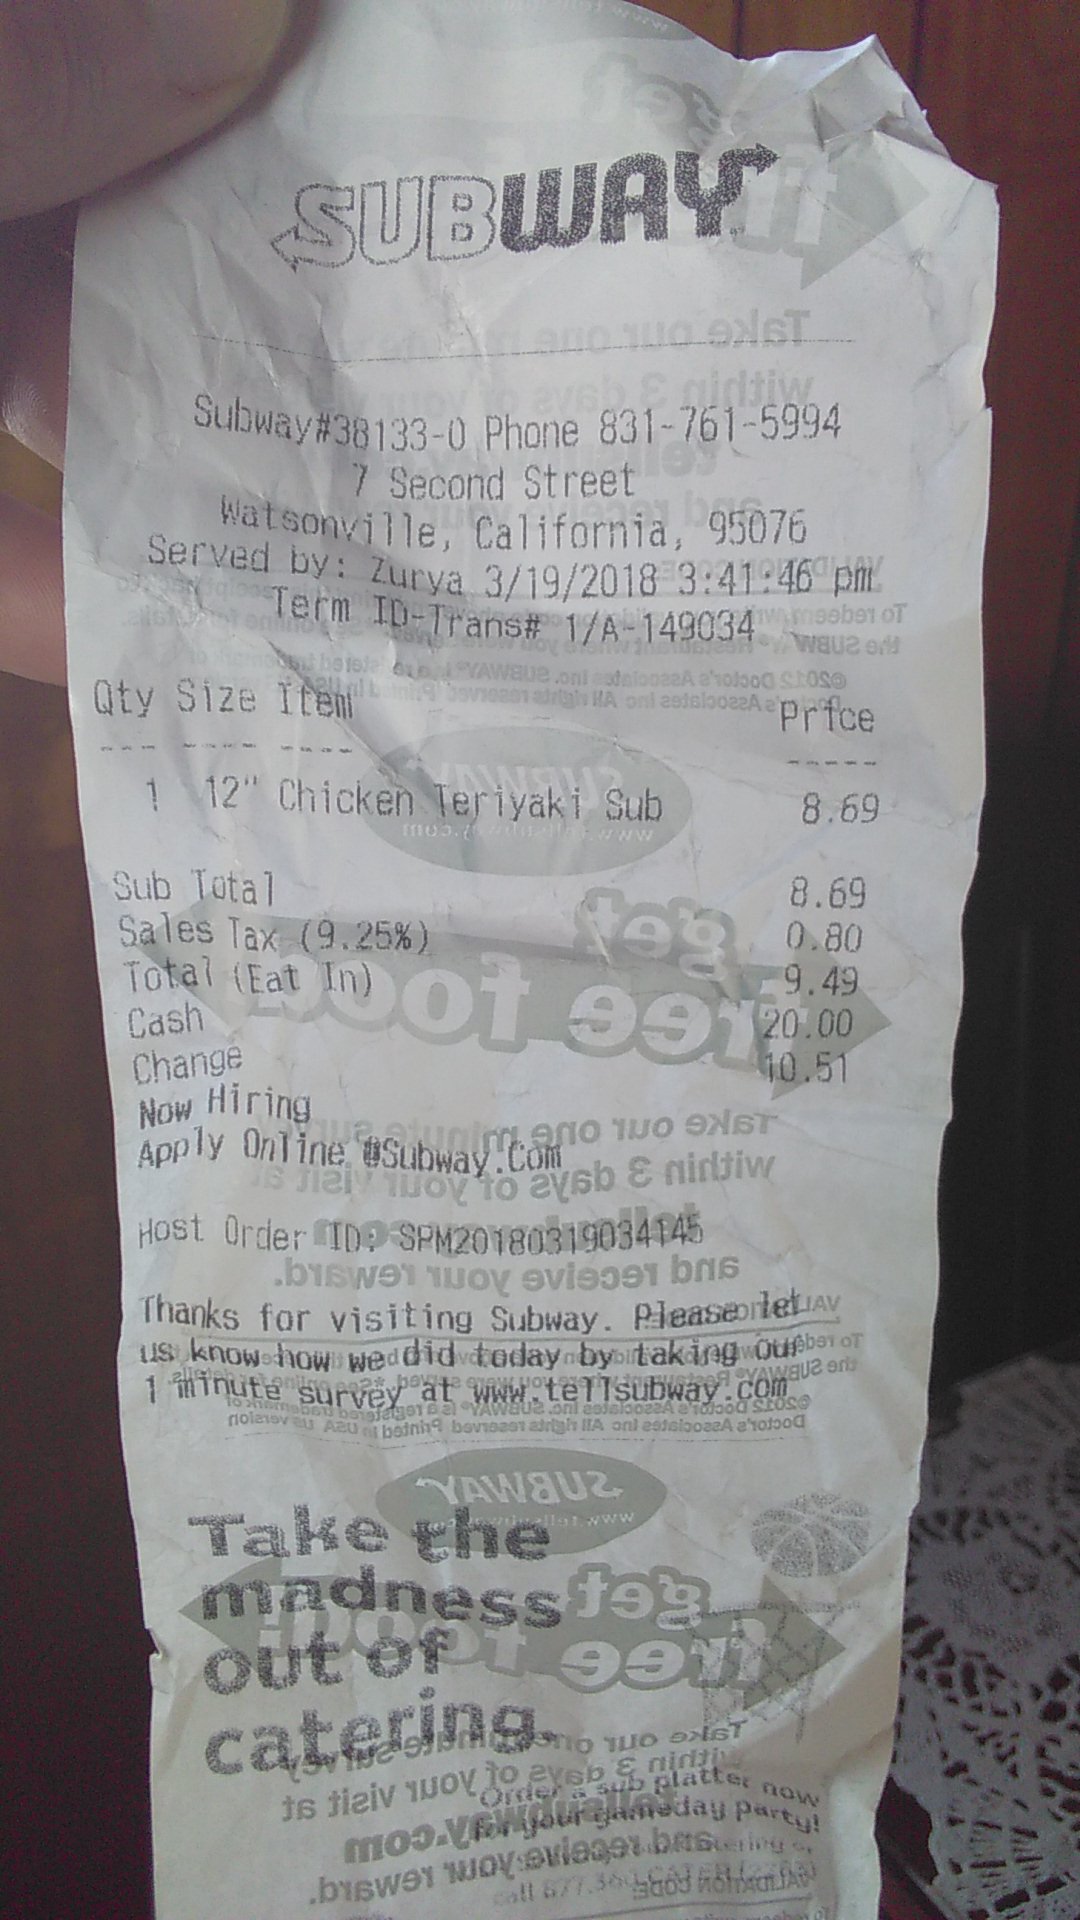 SUBWAY
Subway#38133-0 Phone 831-761-5994
7 Second Street
Watsonville, California, 95076
Served by: Zurya 3/19/2018 3:41:46 pm
Term ID-Trans# 1/A-149034
Qty Size Item Price
--- ---- ---- -----
1 12" Chicken Teriyaki Sub 8.69
Sub Total 8.69
Sales Tax (9.25%) 0.80
Total (Eat In) 9.49
Cash 20.00
Change 10.51
Now Hiring
Apply Online @Subway.Com
Host Order ID: SPM20180319034145
Thanks for visiting Subway. Please let
us know how we did today by taking our
1 minute survey at www.tellsubway.com
Take the
madness
out of
catering.
Order a sub platter now
for your gameday party!